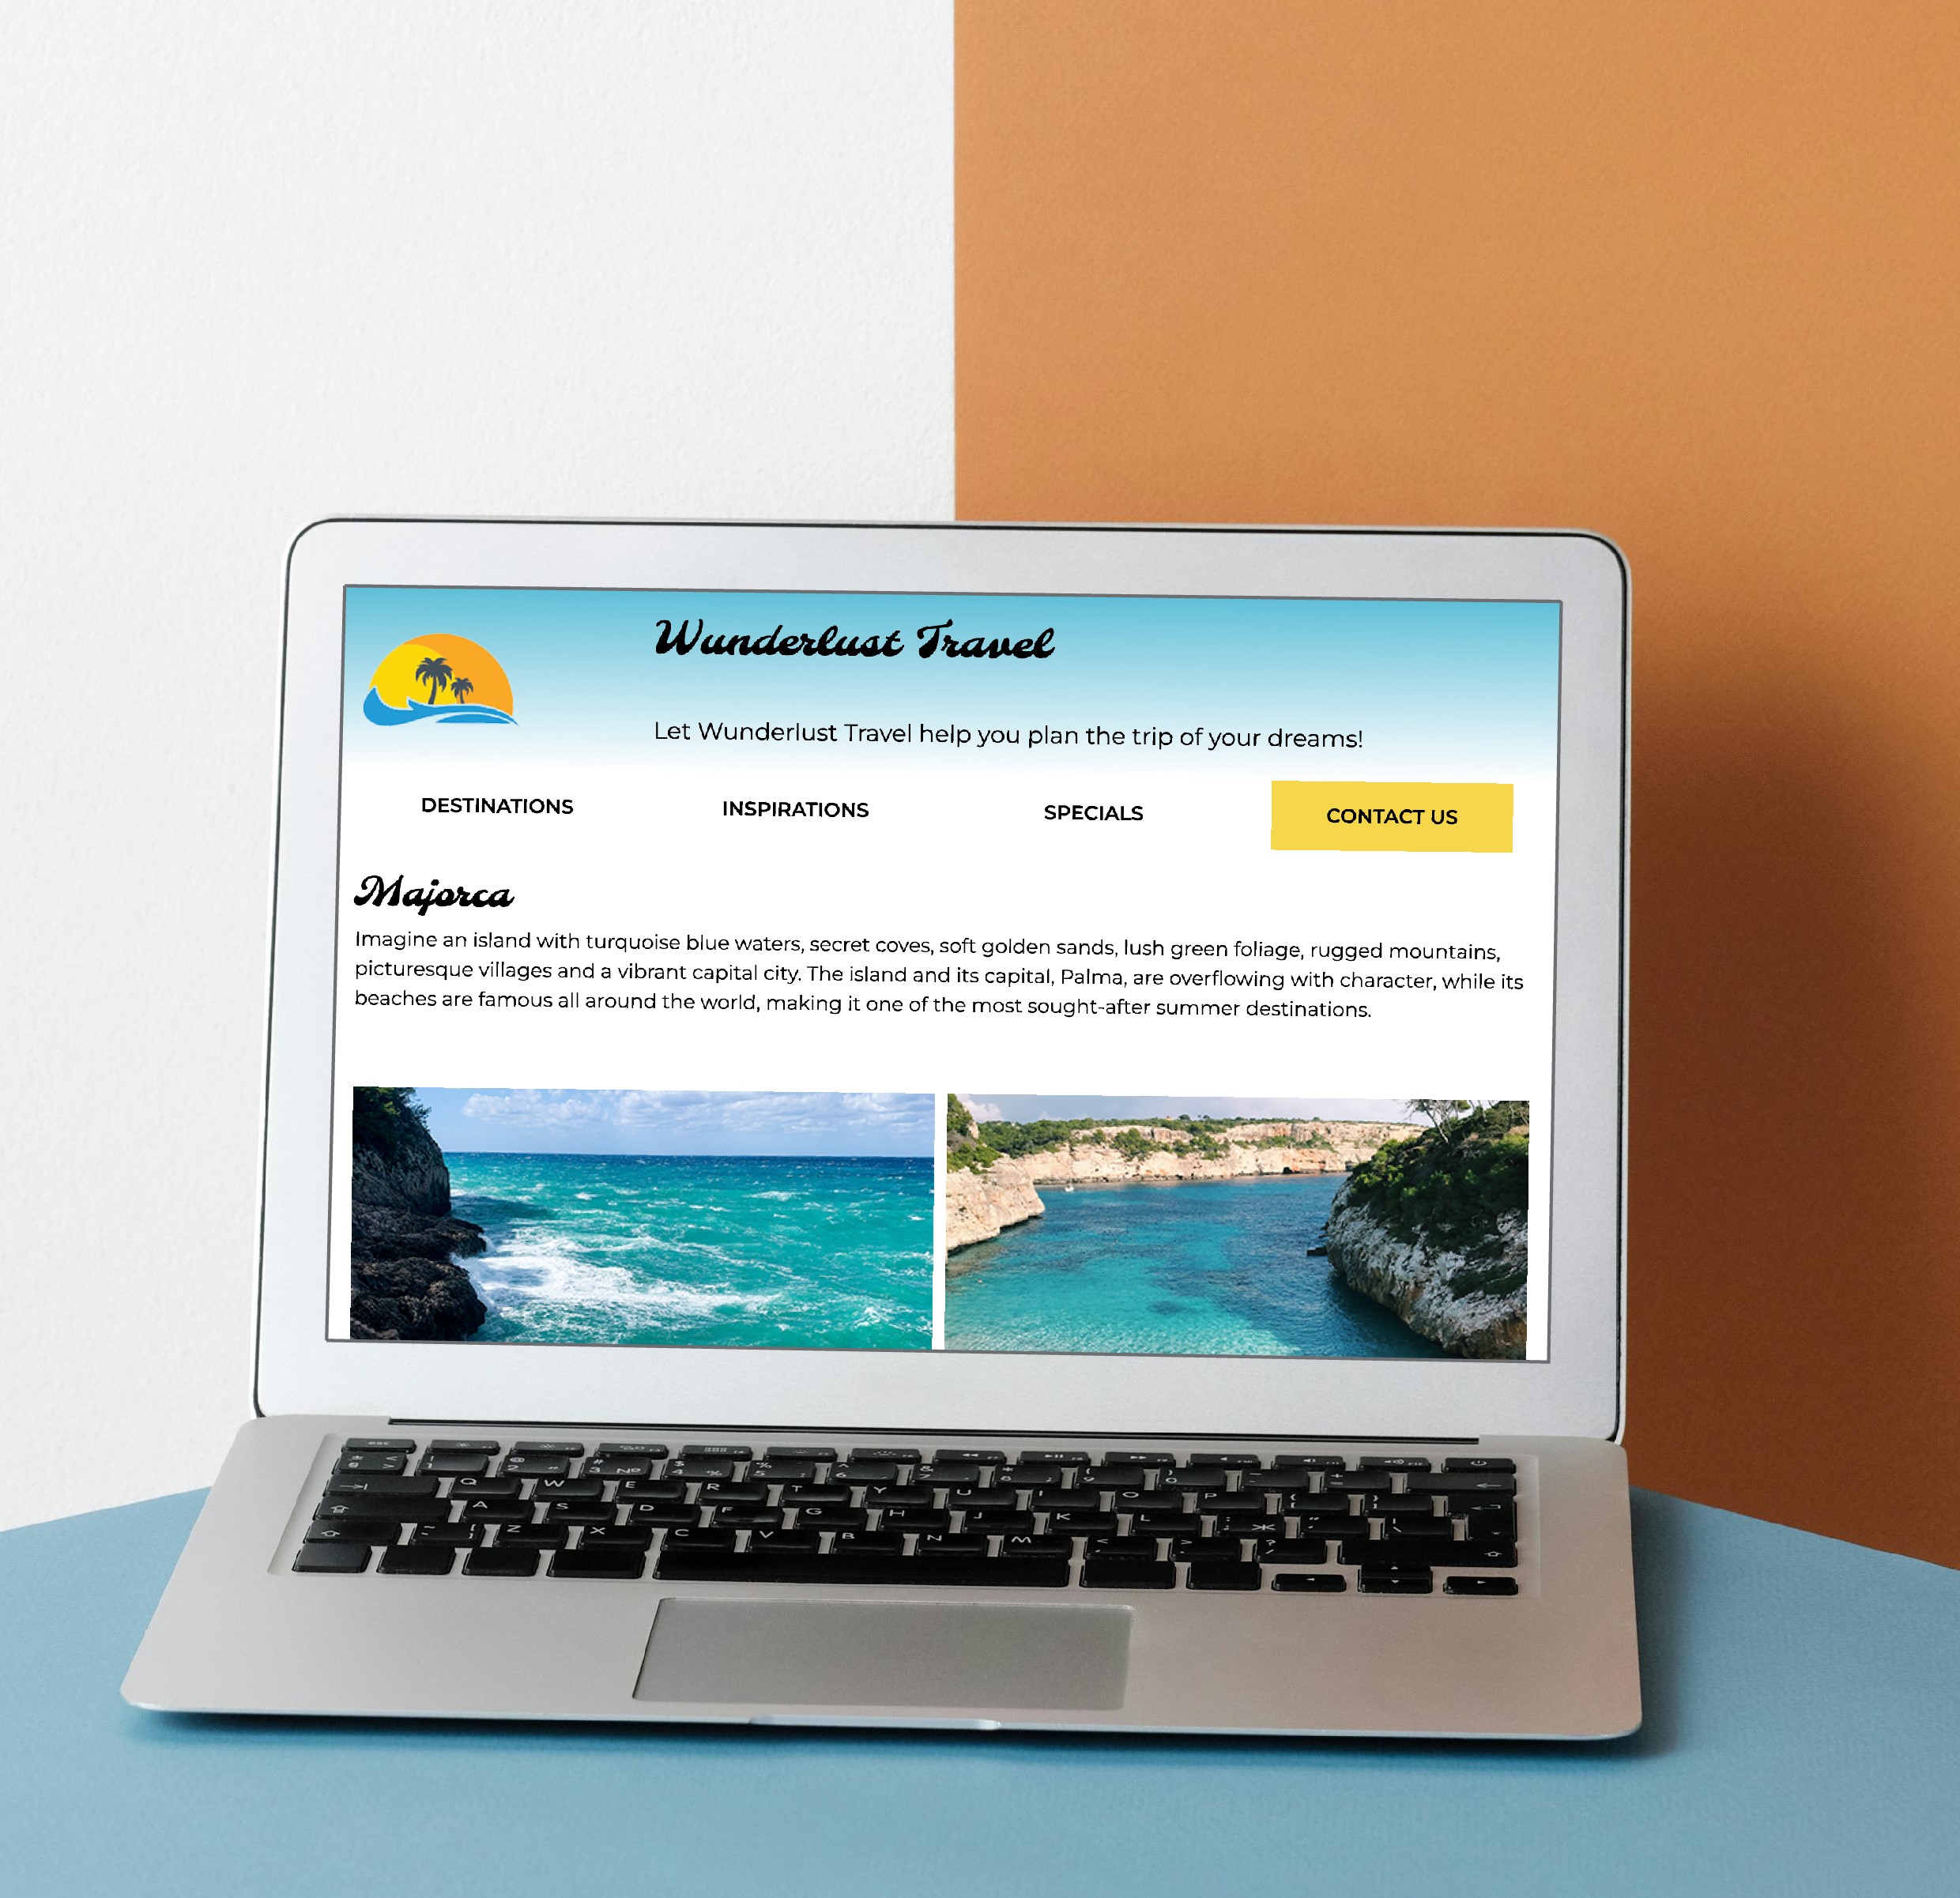 Wunderlust Travel
Let Wunderlust Travel help you plan the trip of your dreams!
DESTINATIONS INSPIRATIONS SPECIALS CONTACT US
Majorca
Imagine an island with turquoise blue waters, secret coves, soft golden sands, lush green foliage, rugged mountains,
picturesque villages and a vibrant capital city. The island and its capital, Palma, are overflowing with character, while its
beaches are famous all around the world, making it one of the most sought-after summer destinations.
esc
Q W E R T Y U I O P
A S D F G H J K L
Z X C V B N M